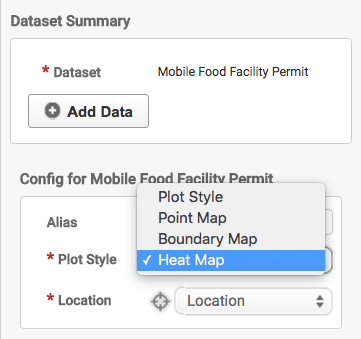 Dataset Summary
* Dataset Mobile Food Facility Permit
Add Data
Config for Mobile Food Facility Permit
Alias
Plot Style
Point Map
Boundary Map
* Plot Style ✓ Heat Map
* Location Location